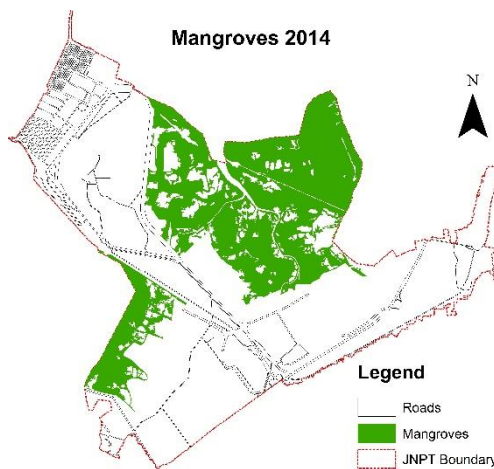 Mangroves 2014
N
Legend
Roads
Mangroves
JNPT Boundary